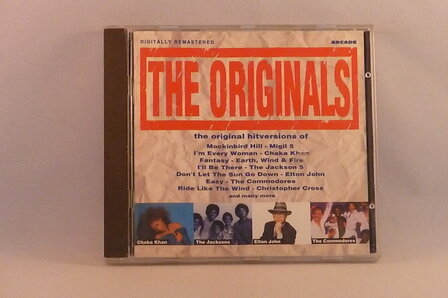 DIGITALLY REMASTERED
ARCADE
THE ORIGINALS
the original hitversions of
Mockinbird Hill - Migil 5
I'm Every Woman - Chaka Khan
Fantasy - Earth, Wind & Fire
I'll Be There - The Jackson 5
Don't Let The Sun Go Down - Elton John
Easy - The Commodores
Ride Like The Wind - Christopher Cross
and many more
Chaka Khan
The Jacksons
Elton John
The Commodores